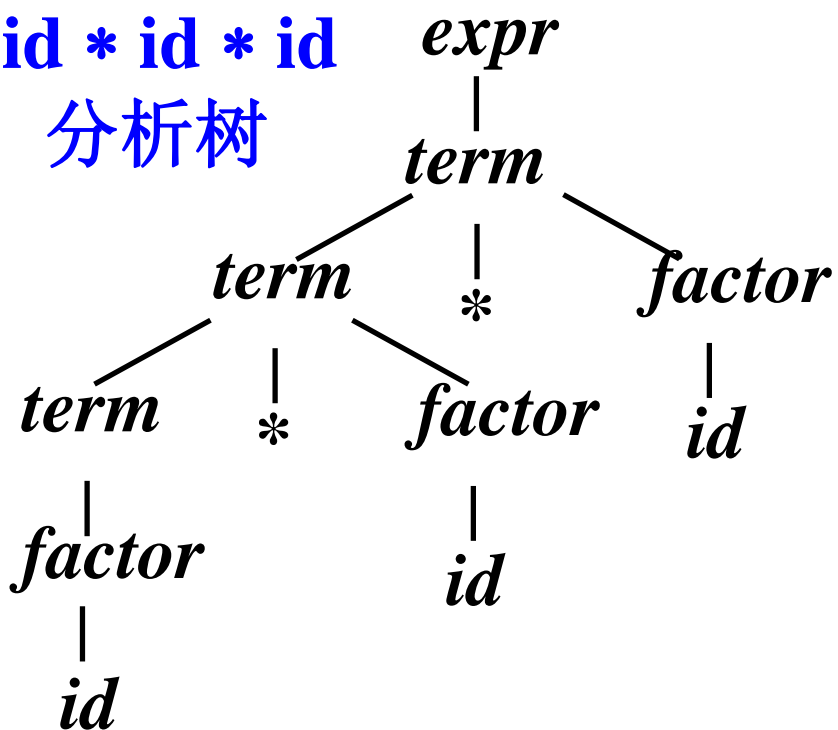 id * id * id
分析树
expr
term
term * factor
term * factor id
factor id
id